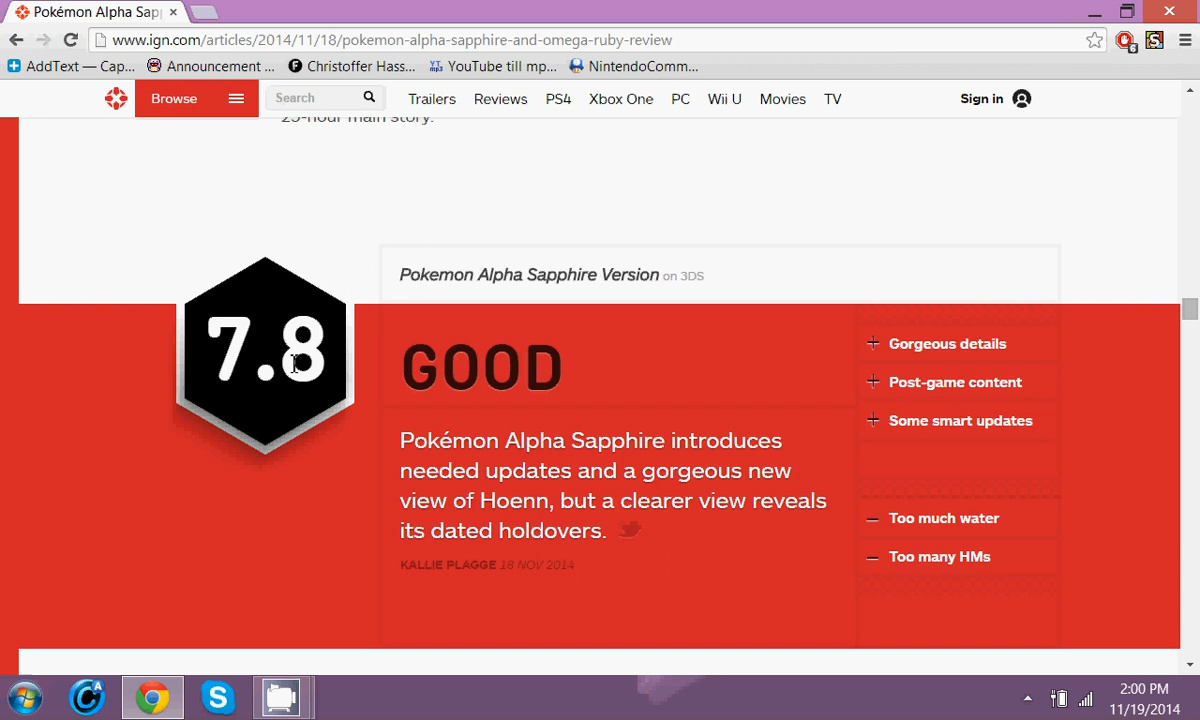 Pokémon Alpha Sap
www.ign.com/articles/2014/11/18/pokemon-alpha-sapphire-and-omega-ruby-review
AddText — Cap... Announcement ... Christoffer Hass... YouTube till mp... NintendoComm...
Browse Search Trailers Reviews PS4 Xbox One PC Wii U Movies TV Sign in
25-hour main story.
Pokemon Alpha Sapphire Version on 3DS
7.8
GOOD
Pokémon Alpha Sapphire introduces
needed updates and a gorgeous new
view of Hoenn, but a clearer view reveals
its dated holdovers.
KALLIE PLAGGE 18 NOV 2014
+ Gorgeous details
+ Post-game content
+ Some smart updates
– Too much water
– Too many HMs
2:00 PM
11/19/2014